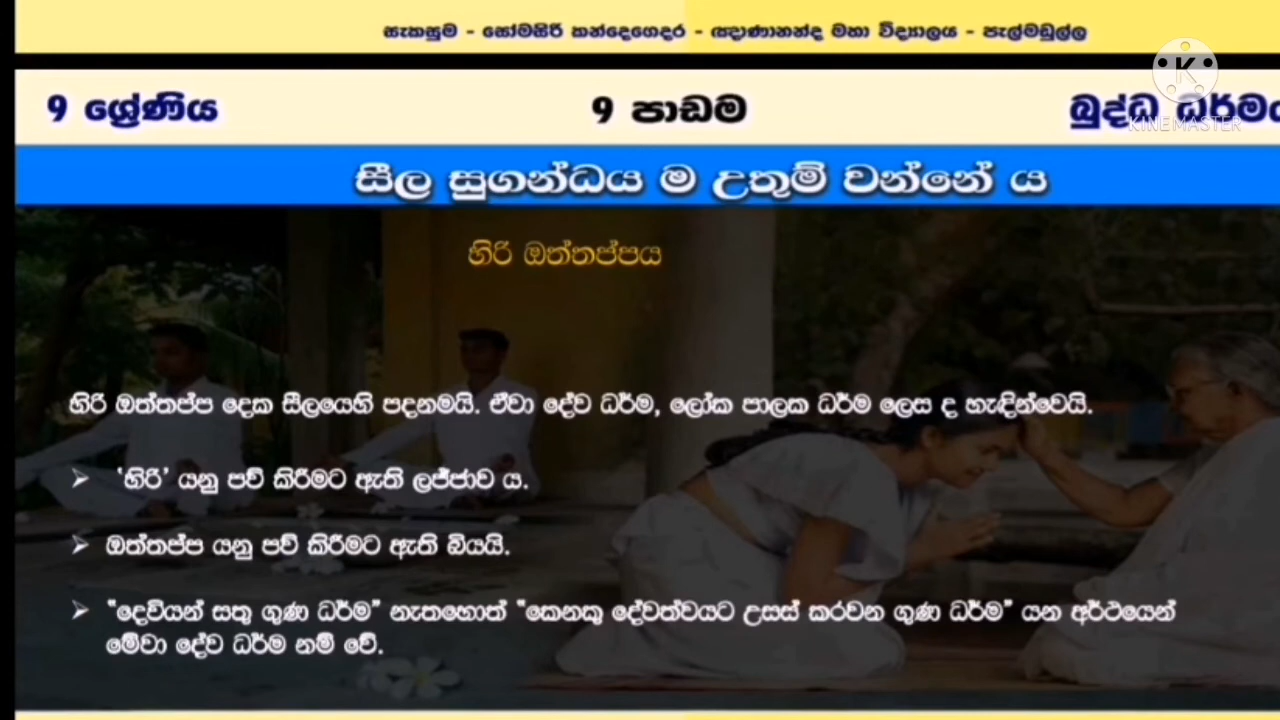 සැකසුම - සෝමසිරි කන්දෙගෙදර - ඤාණානන්ද මහා විද්‍යාලය - පැල්මඩුල්ල
9 ශ්‍රේණිය 9 පාඩම බුද්ධ ධර්මය
KINEMASTER
සීල සුගන්ධය ම උතුම් වන්නේ ය
හිරි ඔත්තප්පය
හිරි ඔත්තප්ප දෙක සීලයෙහි පදනමයි. ඒවා දේව ධර්ම, ලෝක පාලක ධර්ම ලෙස ද හැඳින්වෙයි.
➢ ‘හිරි’ යනු පව් කිරීමට ඇති ලජ්ජාව ය.
➢ ඔත්තප්ප යනු පව් කිරීමට ඇති බියයි.
➢ “දෙවියන් සතු ගුණ ධර්ම” නැතහොත් “කෙනකු දේවත්වයට උසස් කරවන ගුණ ධර්ම” යන අර්ථයෙන්
මේවා දේව ධර්ම නම් වේ.